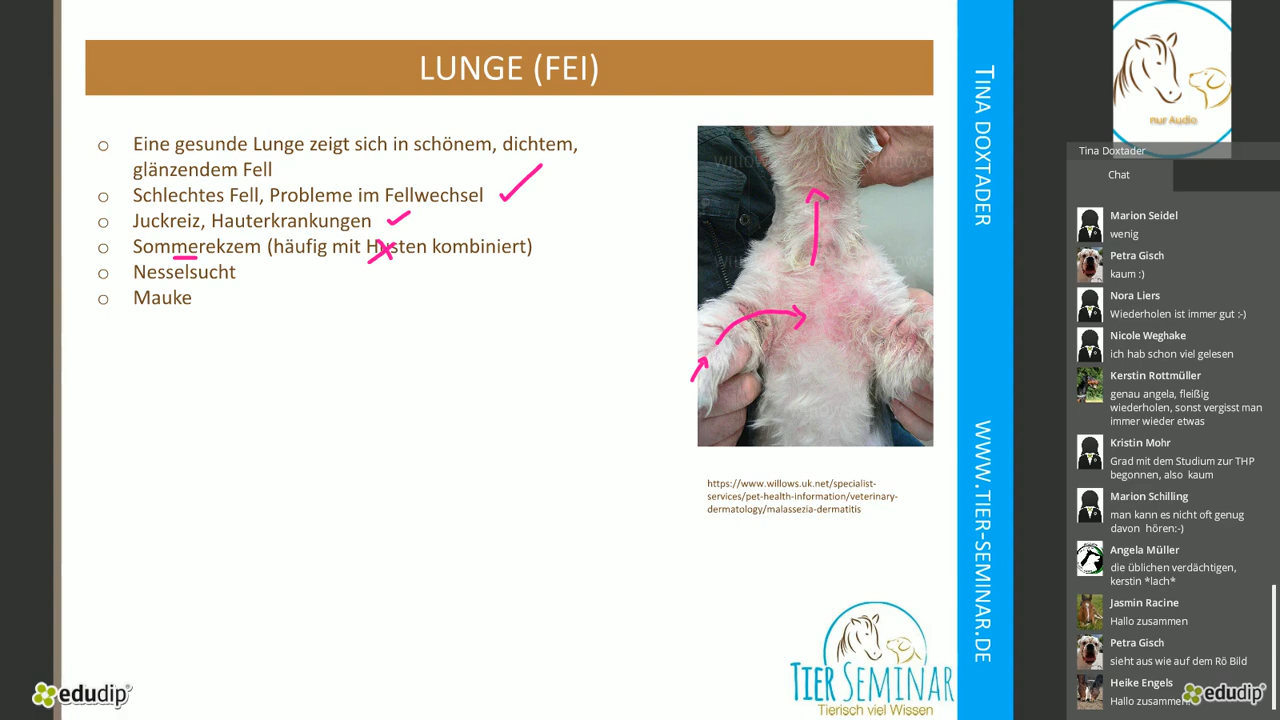 LUNGE (FEI)
Eine gesunde Lunge zeigt sich in schönem, dichtem,
glänzendem Fell
Schlechtes Fell, Probleme im Fellwechsel
Juckreiz, Hauterkrankungen
Sommerekzem (häufig mit Husten kombiniert)
Nesselsucht
Mauke
https://www.willows.uk.net/specialist-
services/pet-health-information/veterinary-
dermatology/malassezia-dermatitis
TIER SEMINAR
Tierisch viel Wissen
edudip
TINA DOXTADER
WWW.TIER-SEMINAR.DE
nur Audio
Tina Doxtader
Chat
Marion Seidel
wenig
Petra Gisch
kaum :)
Nora Liers
Wiederholen ist immer gut :-)
Nicole Weghake
ich hab schon viel gelesen
Kerstin Rottmüller
genau angela, fleißig
wiederholen, sonst vergisst man
immer wieder etwas
Kristin Mohr
Grad mit dem Studium zur THP
begonnen, also kaum
Marion Schilling
man kann es nicht oft genug
davon hören:-)
Angela Müller
die üblichen verdächtigen,
kerstin *lach*
Jasmin Racine
Hallo zusammen
Petra Gisch
sieht aus wie auf dem Rö Bild
Heike Engels
Hallo zusammen
edudip